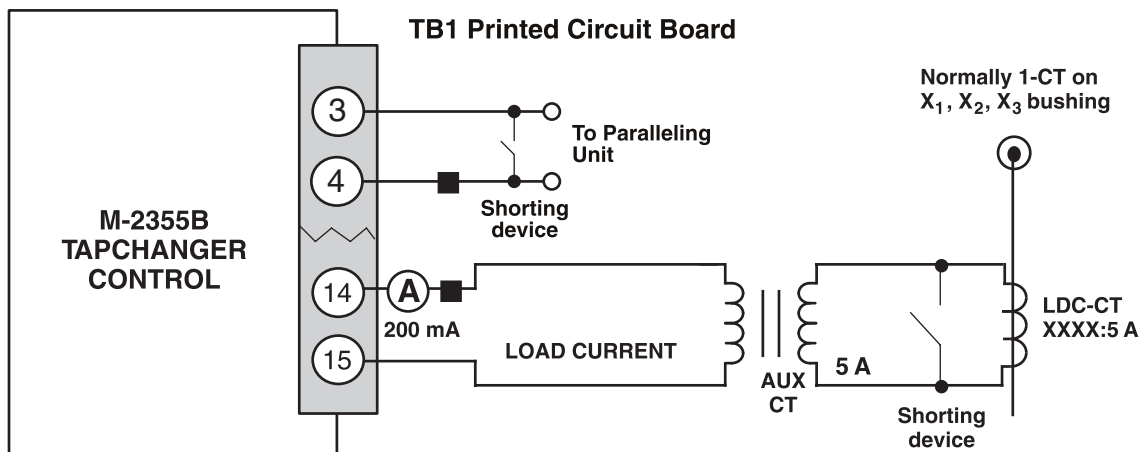 TB1 Printed Circuit Board
Normally 1-CT on
X1, X2, X3 bushing
3
To Paralleling
Unit
4
Shorting
device
M-2355B
TAPCHANGER
CONTROL
14
A
200 mA
15
LOAD CURRENT
AUX
CT
5 A
LDC-CT
XXXX:5 A
Shorting
device